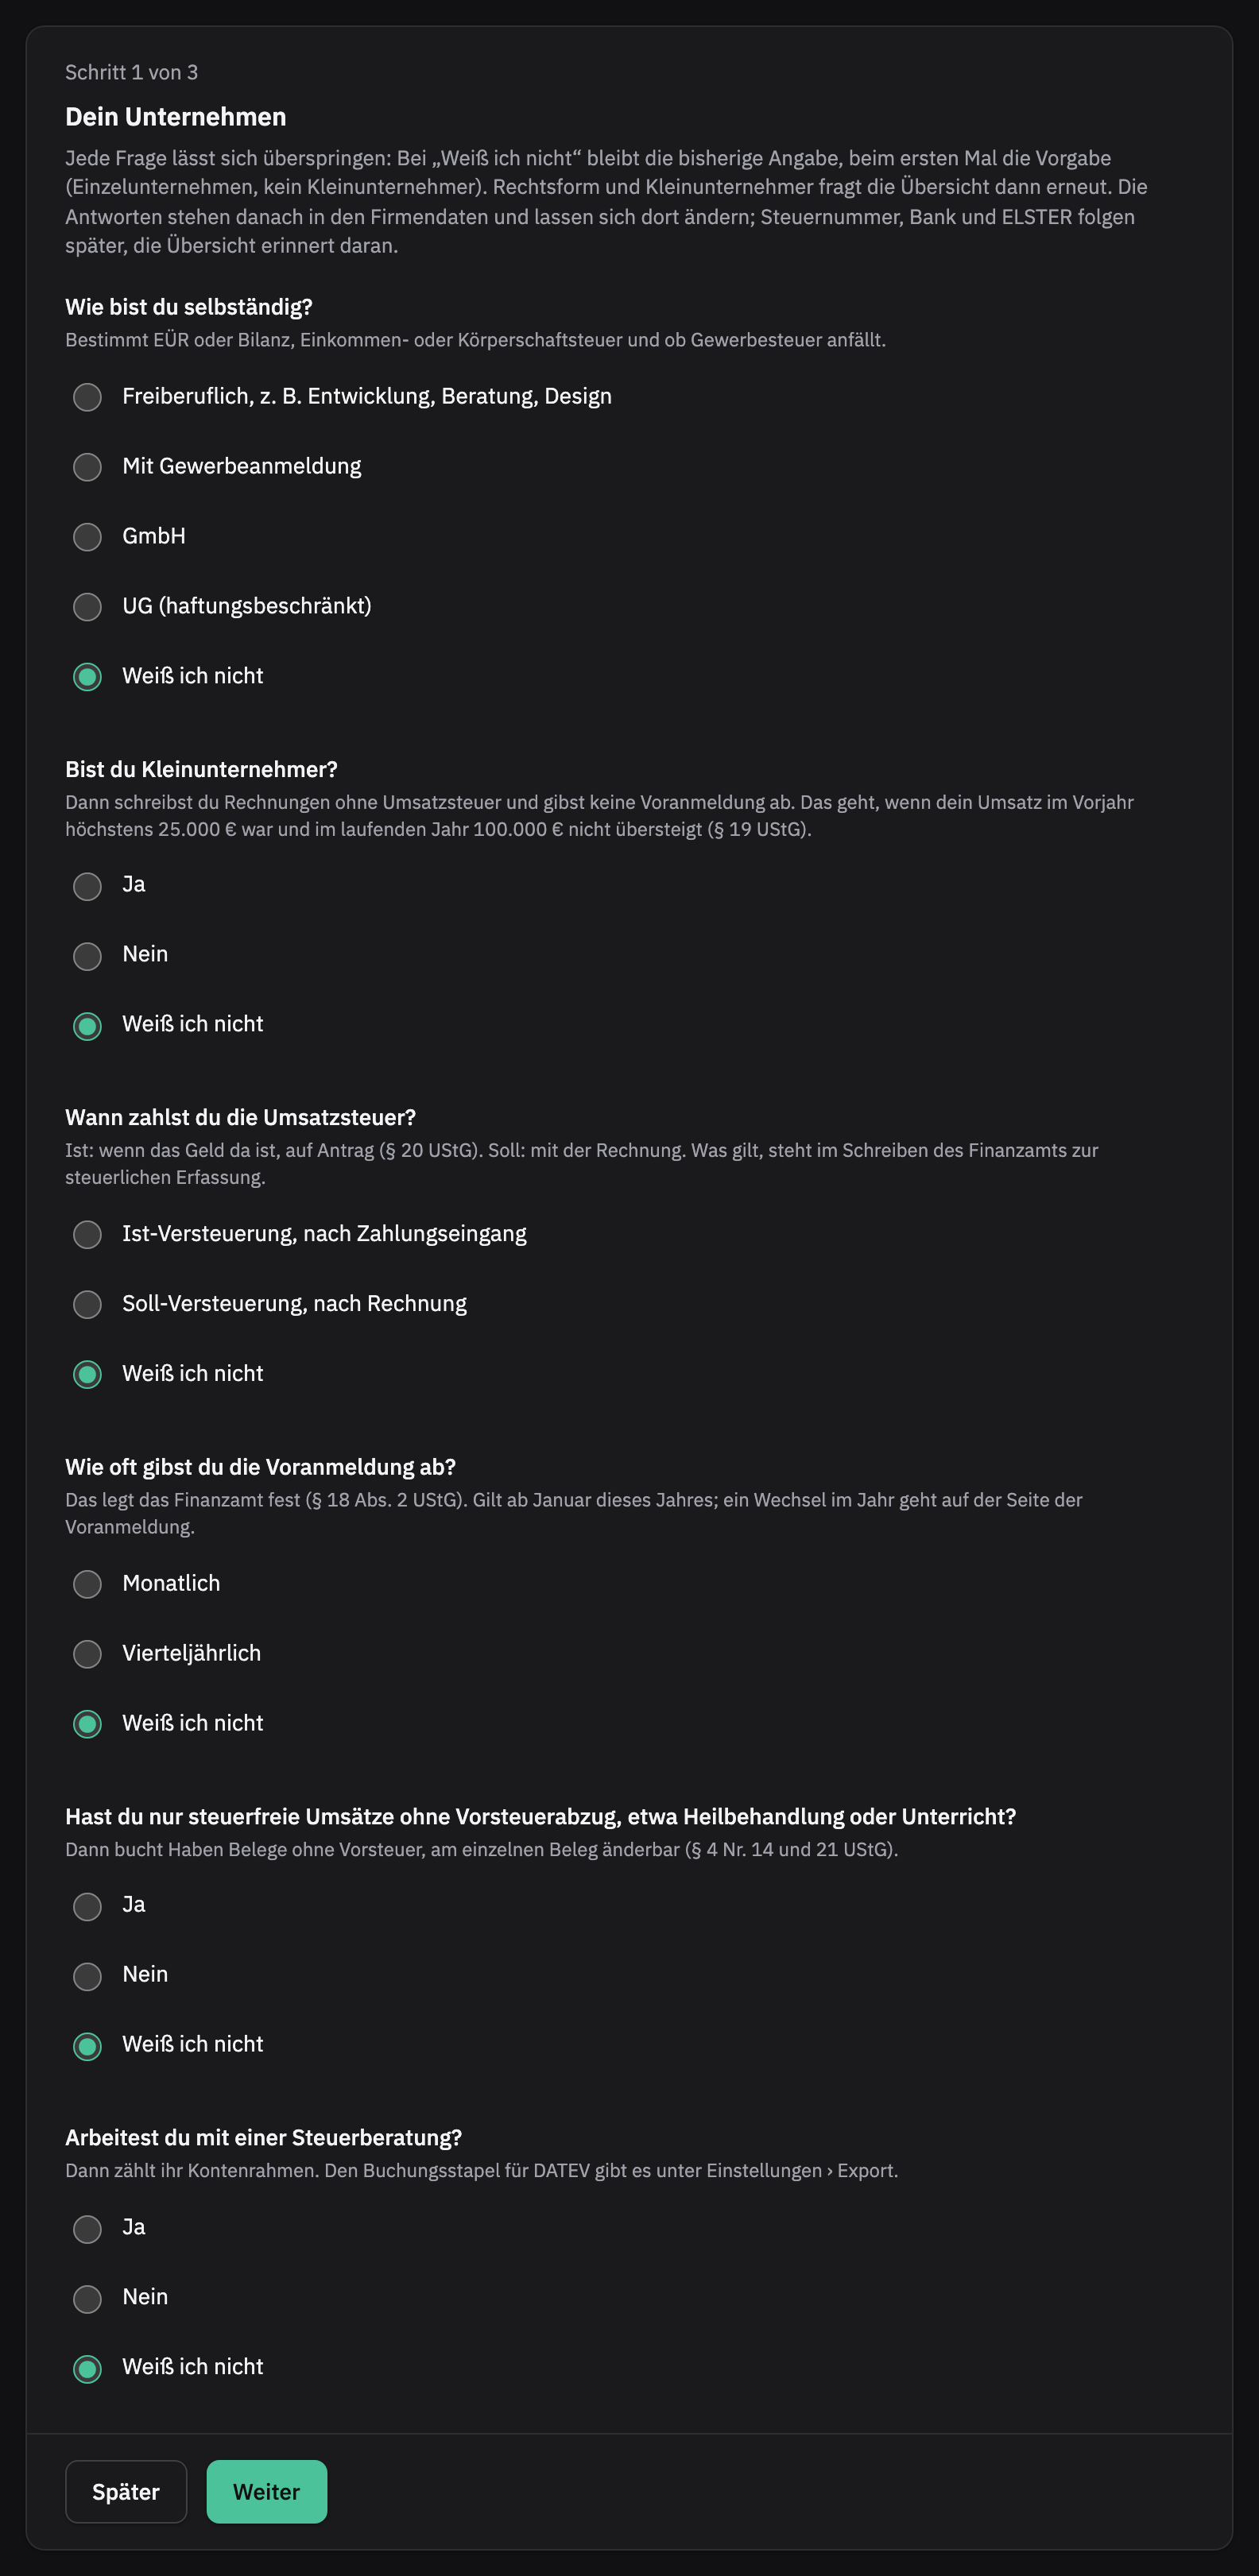 Schritt 1 von 3
Dein Unternehmen
Jede Frage lässt sich überspringen: Bei „Weiß ich nicht“ bleibt die bisherige Angabe, beim ersten Mal die Vorgabe
(Einzelunternehmen, kein Kleinunternehmer). Rechtsform und Kleinunternehmer fragt die Übersicht dann erneut. Die
Antworten stehen danach in den Firmendaten und lassen sich dort ändern; Steuernummer, Bank und ELSTER folgen
später, die Übersicht erinnert daran.
Wie bist du selbständig?
Bestimmt EÜR oder Bilanz, Einkommen- oder Körperschaftsteuer und ob Gewerbesteuer anfällt.
Freiberuflich, z. B. Entwicklung, Beratung, Design
Mit Gewerbeanmeldung
GmbH
UG (haftungsbeschränkt)
Weiß ich nicht
Bist du Kleinunternehmer?
Dann schreibst du Rechnungen ohne Umsatzsteuer und gibst keine Voranmeldung ab. Das geht, wenn dein Umsatz im Vorjahr
höchstens 25.000 € war und im laufenden Jahr 100.000 € nicht übersteigt (§ 19 UStG).
Ja
Nein
Weiß ich nicht
Wann zahlst du die Umsatzsteuer?
Ist: wenn das Geld da ist, auf Antrag (§ 20 UStG). Soll: mit der Rechnung. Was gilt, steht im Schreiben des Finanzamts zur
steuerlichen Erfassung.
Ist-Versteuerung, nach Zahlungseingang
Soll-Versteuerung, nach Rechnung
Weiß ich nicht
Wie oft gibst du die Voranmeldung ab?
Das legt das Finanzamt fest (§ 18 Abs. 2 UStG). Gilt ab Januar dieses Jahres; ein Wechsel im Jahr geht auf der Seite der
Voranmeldung.
Monatlich
Vierteljährlich
Weiß ich nicht
Hast du nur steuerfreie Umsätze ohne Vorsteuerabzug, etwa Heilbehandlung oder Unterricht?
Dann bucht Haben Belege ohne Vorsteuer, am einzelnen Beleg änderbar (§ 4 Nr. 14 und 21 UStG).
Ja
Nein
Weiß ich nicht
Arbeitest du mit einer Steuerberatung?
Dann zählt ihr Kontenrahmen. Den Buchungsstapel für DATEV gibt es unter Einstellungen › Export.
Ja
Nein
Weiß ich nicht
Später
Weiter